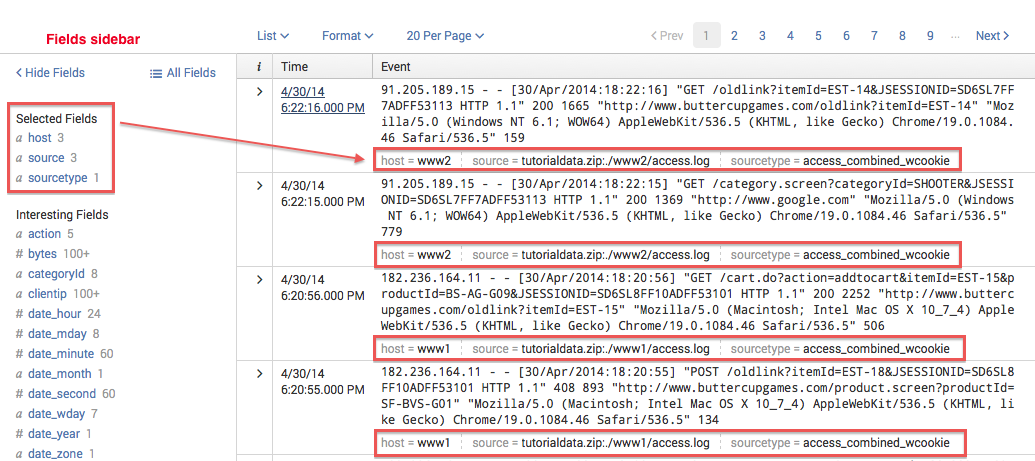 Fields sidebar
List Format 20 Per Page < Prev 1 2 3 4 5 6 7 8 9 ... Next >
< Hide Fields All Fields
Selected Fields
a host 3
a source 3
a sourcetype 1
Interesting Fields
a action 5
# bytes 100+
a categoryId 8
a clientip 100+
# date_hour 24
# date_mday 8
# date_minute 60
a date_month 1
# date_second 60
a date_wday 7
# date_year 1
a date_zone 1
i Time Event
> 4/30/14
6:22:16.000 PM
91.205.189.15 - - [30/Apr/2014:18:22:16] "GET /oldlink?itemId=EST-14&JSESSIONID=SD6SL7FF
7ADFF53113 HTTP 1.1" 200 1665 "http://www.buttercupgames.com/oldlink?itemId=EST-14" "Moz
illa/5.0 (Windows NT 6.1; WOW64) AppleWebKit/536.5 (KHTML, like Gecko) Chrome/19.0.1084.
46 Safari/536.5" 159
host = www2 source = tutorialdata.zip:./www2/access.log sourcetype = access_combined_wcookie
> 4/30/14
6:22:15.000 PM
91.205.189.15 - - [30/Apr/2014:18:22:15] "GET /category.screen?categoryId=SHOOTER&JSESSI
ONID=SD6SL7FF7ADFF53113 HTTP 1.1" 200 1369 "http://www.google.com" "Mozilla/5.0 (Windows
NT 6.1; WOW64) AppleWebKit/536.5 (KHTML, like Gecko) Chrome/19.0.1084.46 Safari/536.5"
779
host = www2 source = tutorialdata.zip:./www2/access.log sourcetype = access_combined_wcookie
> 4/30/14
6:20:56.000 PM
182.236.164.11 - - [30/Apr/2014:18:20:56] "GET /cart.do?action=addtocart&itemId=EST-15&p
roductId=BS-AG-G09&JSESSIONID=SD6SL8FF10ADFF53101 HTTP 1.1" 200 2252 "http://www.butterc
upgames.com/oldlink?itemId=EST-15" "Mozilla/5.0 (Macintosh; Intel Mac OS X 10_7_4) Apple
WebKit/536.5 (KHTML, like Gecko) Chrome/19.0.1084.46 Safari/536.5" 506
host = www1 source = tutorialdata.zip:./www1/access.log sourcetype = access_combined_wcookie
> 4/30/14
6:20:55.000 PM
182.236.164.11 - - [30/Apr/2014:18:20:55] "POST /oldlink?itemId=EST-18&JSESSIONID=SD6SL8
FF10ADFF53101 HTTP 1.1" 408 893 "http://www.buttercupgames.com/product.screen?productId=
SF-BVS-G01" "Mozilla/5.0 (Macintosh; Intel Mac OS X 10_7_4) AppleWebKit/536.5 (KHTML, li
ke Gecko) Chrome/19.0.1084.46 Safari/536.5" 134
host = www1 source = tutorialdata.zip:./www1/access.log sourcetype = access_combined_wcookie